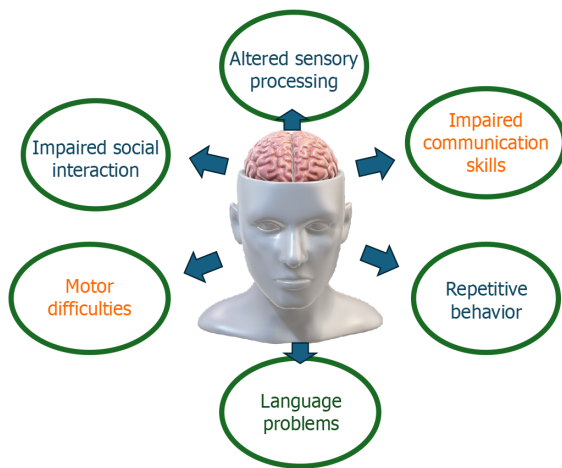 Altered sensory
processing
Impaired social
interaction
Impaired
communication
skills
Motor
difficulties
Repetitive
behavior
Language
problems